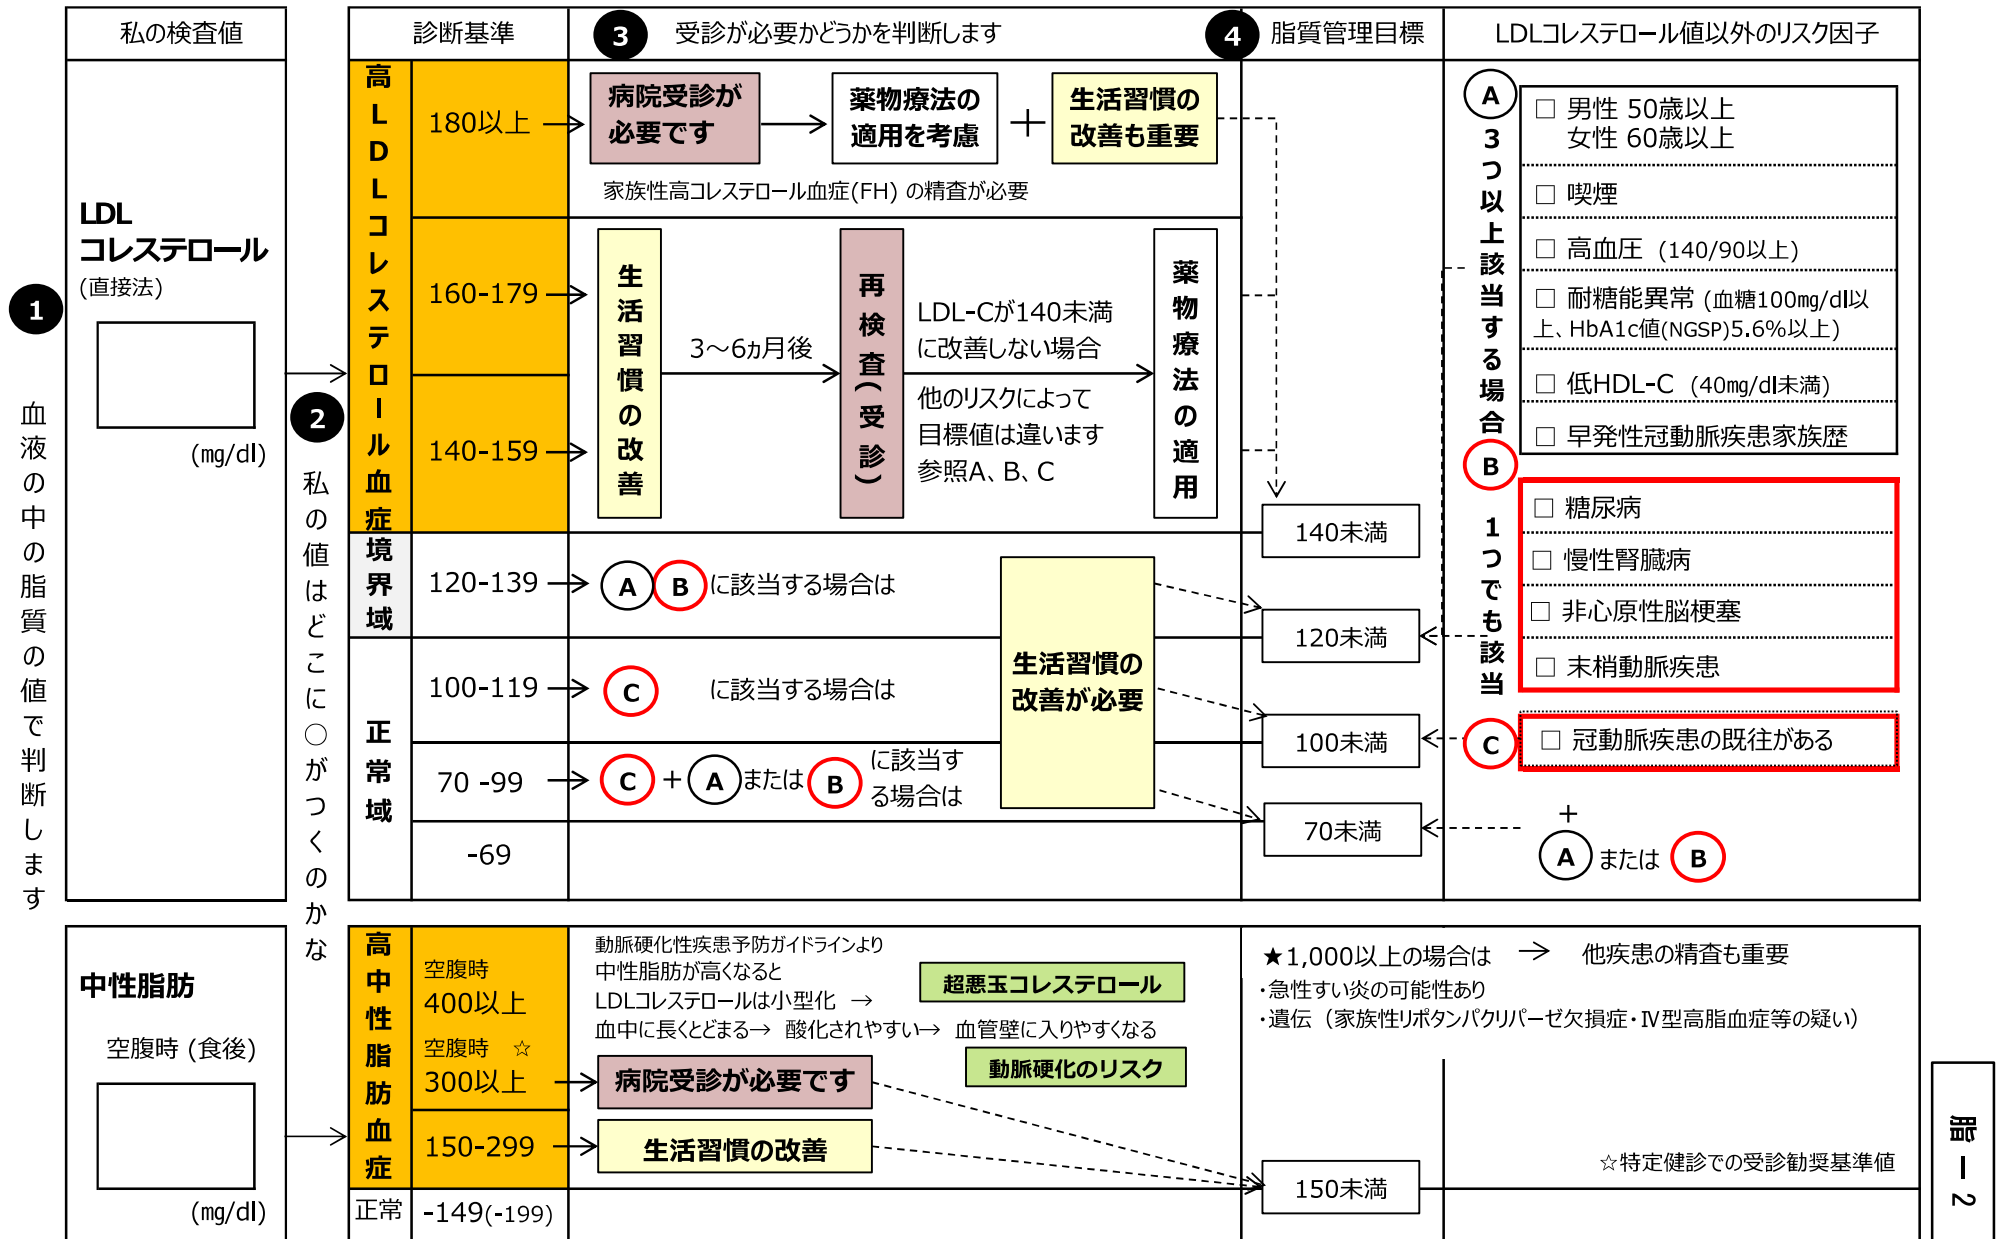 私の検査値
診断基準
3 受診が必要かどうかを判断します
4 脂質管理目標
LDLコレステロール値以外のリスク因子
1
血液の中の脂質の値で判断します
LDL
コレステロール
(直接法)
(mg/dl)
2
私の値はどこに○がつくのかな
高LDLコレステロール血症
180以上
病院受診が
必要です
薬物療法の
適用を考慮
＋
生活習慣の
改善も重要
家族性高コレステロール血症(FH) の精査が必要
160-179
140-159
生活習慣の改善
3～6ヵ月後
再検査(受診)
LDL-Cが140未満
に改善しない場合
他のリスクによって
目標値は違います
参照A、B、C
薬物療法の適用
境界域
120-139
A B に該当する場合は
正常域
100-119
C に該当する場合は
70 -99
C + A または B に該当す
る場合は
-69
生活習慣の
改善が必要
140未満
120未満
100未満
70未満
A
3つ以上該当する場合
□ 男性 50歳以上
女性 60歳以上
□ 喫煙
□ 高血圧 (140/90以上)
□ 耐糖能異常 (血糖100mg/dl以
上、HbA1c値(NGSP)5.6%以上)
□ 低HDL-C (40mg/dl未満)
□ 早発性冠動脈疾患家族歴
B
1つでも該当
□ 糖尿病
□ 慢性腎臓病
□ 非心原性脳梗塞
□ 末梢動脈疾患
C
□ 冠動脈疾患の既往がある
+
A または B
中性脂肪
空腹時 (食後)
(mg/dl)
高中性脂肪血症
空腹時
400以上
空腹時 ☆
300以上
150-299
正常
-149(-199)
動脈硬化性疾患予防ガイドラインより
中性脂肪が高くなると
LDLコレステロールは小型化 →
超悪玉コレステロール
血中に長くとどまる→ 酸化されやすい→ 血管壁に入りやすくなる
動脈硬化のリスク
病院受診が必要です
生活習慣の改善
150未満
★1,000以上の場合は → 他疾患の精査も重要
・急性すい炎の可能性あり
・遺伝（家族性リポタンパクリパーゼ欠損症・Ⅳ型高脂血症等の疑い）
☆特定健診での受診勧奨基準値
脂－2